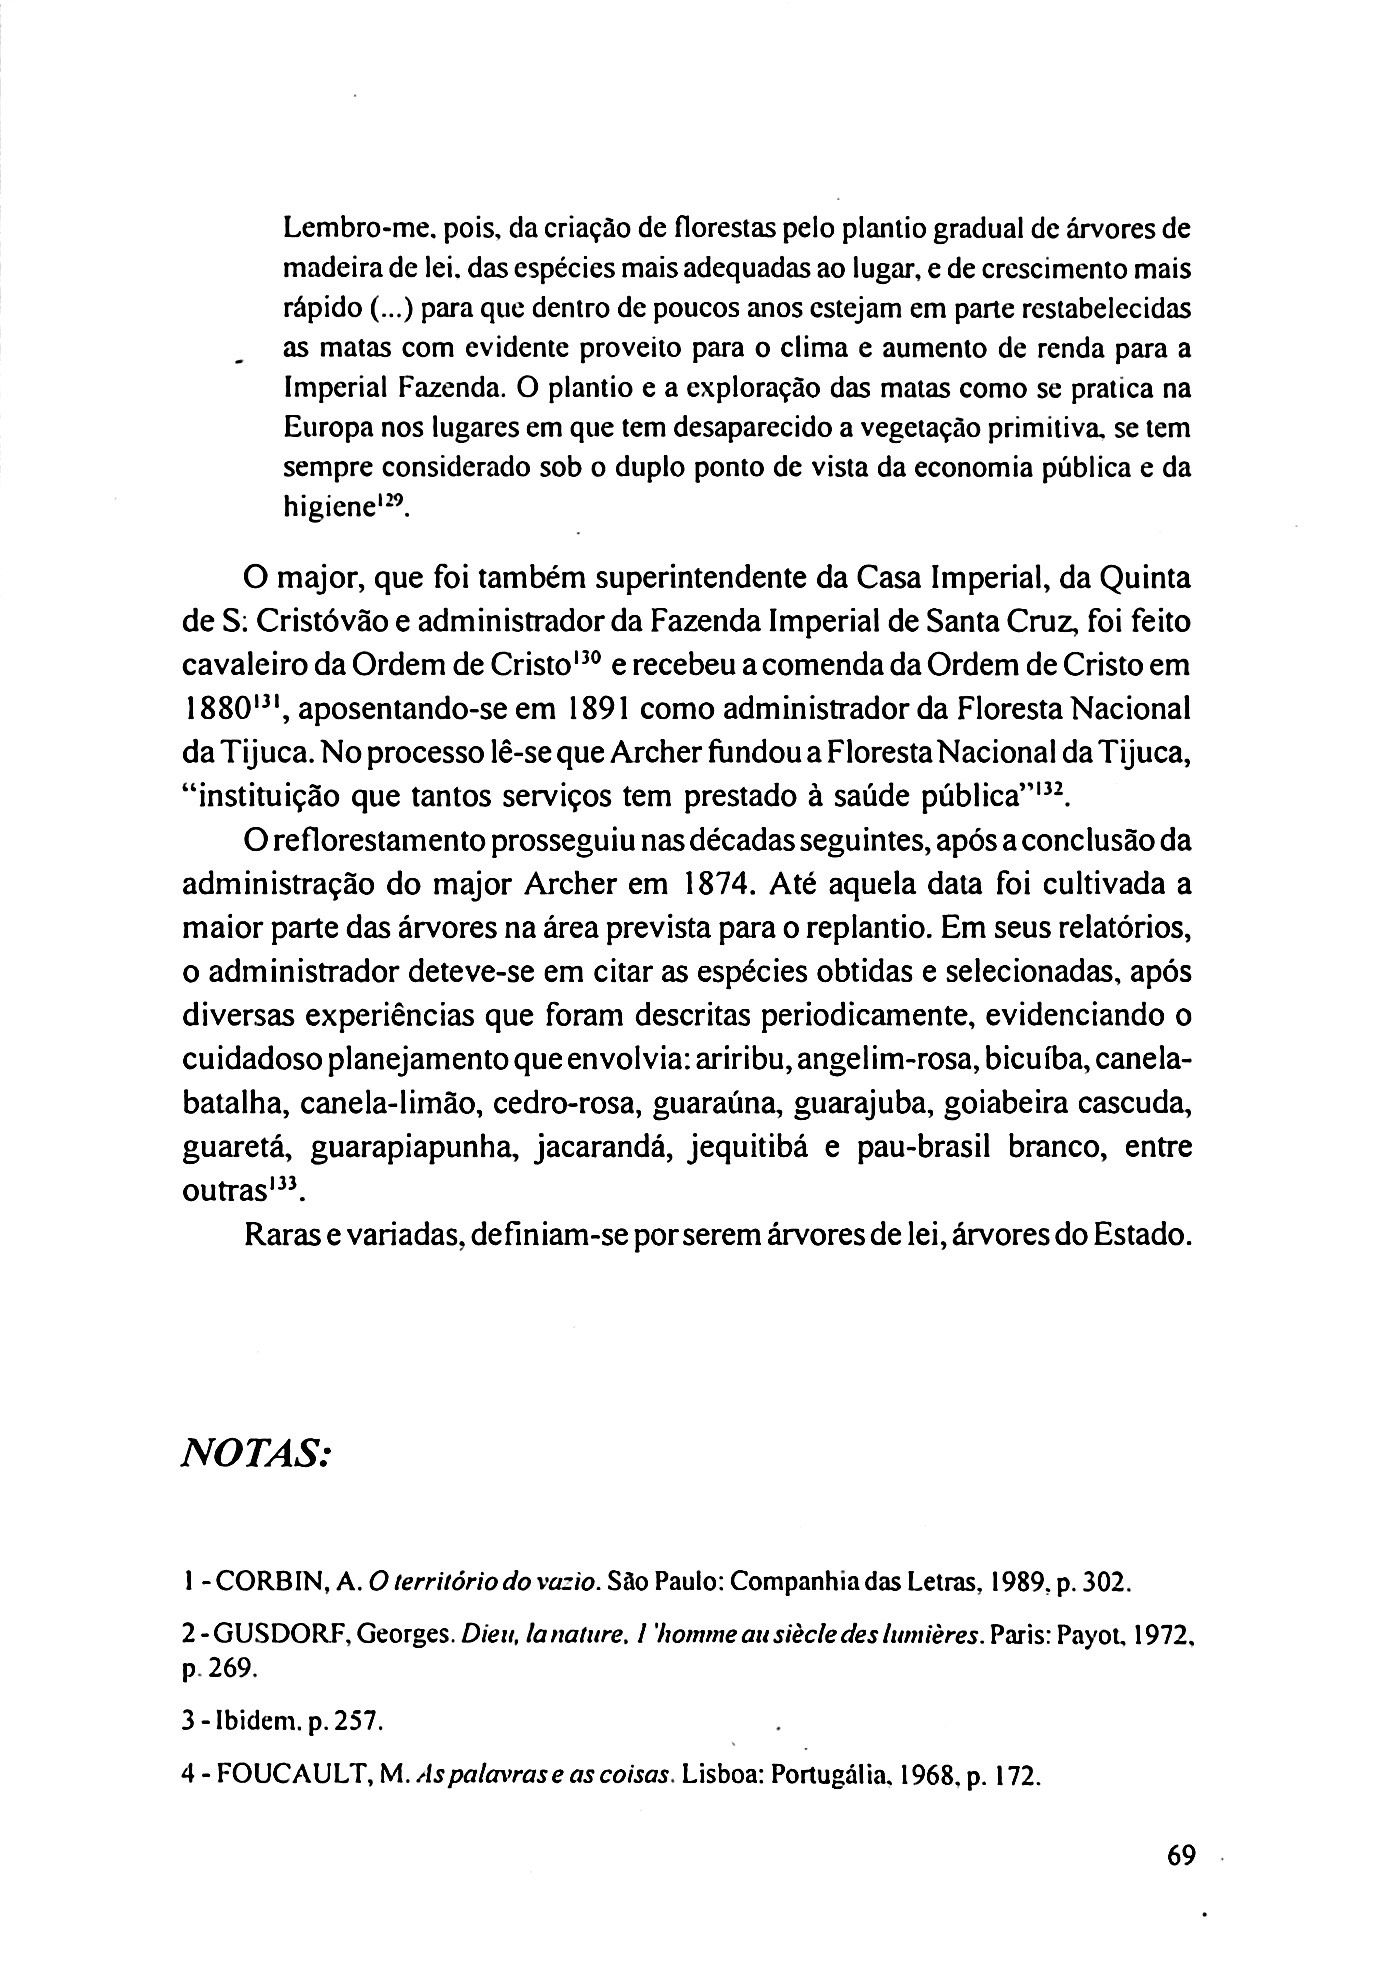 Lembro-me. pois, da criação de florestas pelo plantio gradual de árvores de
madeira de lei. das espécies mais adequadas ao lugar, e de crescimento mais
rápido (...) para que dentro de poucos anos estejam em parte restabelecidas
as matas com evidente proveito para o clima e aumento de renda para a
Imperial Fazenda. O plantio e a exploração das matas como se pratica na
Europa nos lugares em que tem desaparecido a vegetação primitiva, se tem
sempre considerado sob o duplo ponto de vista da economia pública e da
higiene¹²⁹.
O major, que foi também superintendente da Casa Imperial, da Quinta
de S: Cristóvão e administrador da Fazenda Imperial de Santa Cruz, foi feito
cavaleiro da Ordem de Cristo¹³⁰ e recebeu a comenda da Ordem de Cristo em
1880¹³¹, aposentando-se em 1891 como administrador da Floresta Nacional
da Tijuca. No processo lê-se que Archer fundou a Floresta Nacional da Tijuca,
“instituição que tantos serviços tem prestado à saúde pública”¹³².
O reflorestamento prosseguiu nas décadas seguintes, após a conclusão da
administração do major Archer em 1874. Até aquela data foi cultivada a
maior parte das árvores na área prevista para o replantio. Em seus relatórios,
o administrador deteve-se em citar as espécies obtidas e selecionadas, após
diversas experiências que foram descritas periodicamente, evidenciando o
cuidadoso planejamento que envolvia: ariribu, angelim-rosa, bicuíba, canela-
batalha, canela-limão, cedro-rosa, guaraúna, guarajuba, goiabeira cascuda,
guaretá, guarapiapunha, jacarandá, jequitibá e pau-brasil branco, entre
outras¹³³.
Raras e variadas, definiam-se por serem árvores de lei, árvores do Estado.
NOTAS:
1 - CORBIN, A. O território do vazio. São Paulo: Companhia das Letras, 1989, p. 302.
2 - GUSDORF, Georges. Dieu, la nature. l 'homme au siècle des lumières. Paris: Payot, 1972,
p. 269.
3 - Ibidem. p. 257.
4 - FOUCAULT, M. As palavras e as coisas. Lisboa: Portugália, 1968, p. 172.
69